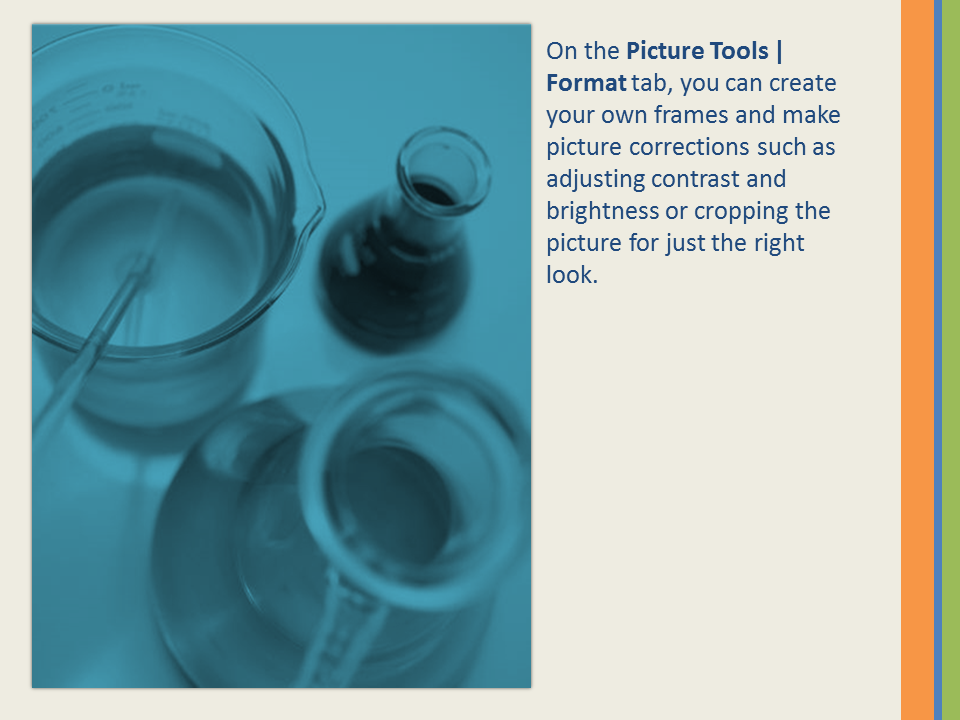 On the Picture Tools |
Format tab, you can create
your own frames and make
picture corrections such as
adjusting contrast and
brightness or cropping the
picture for just the right
look.